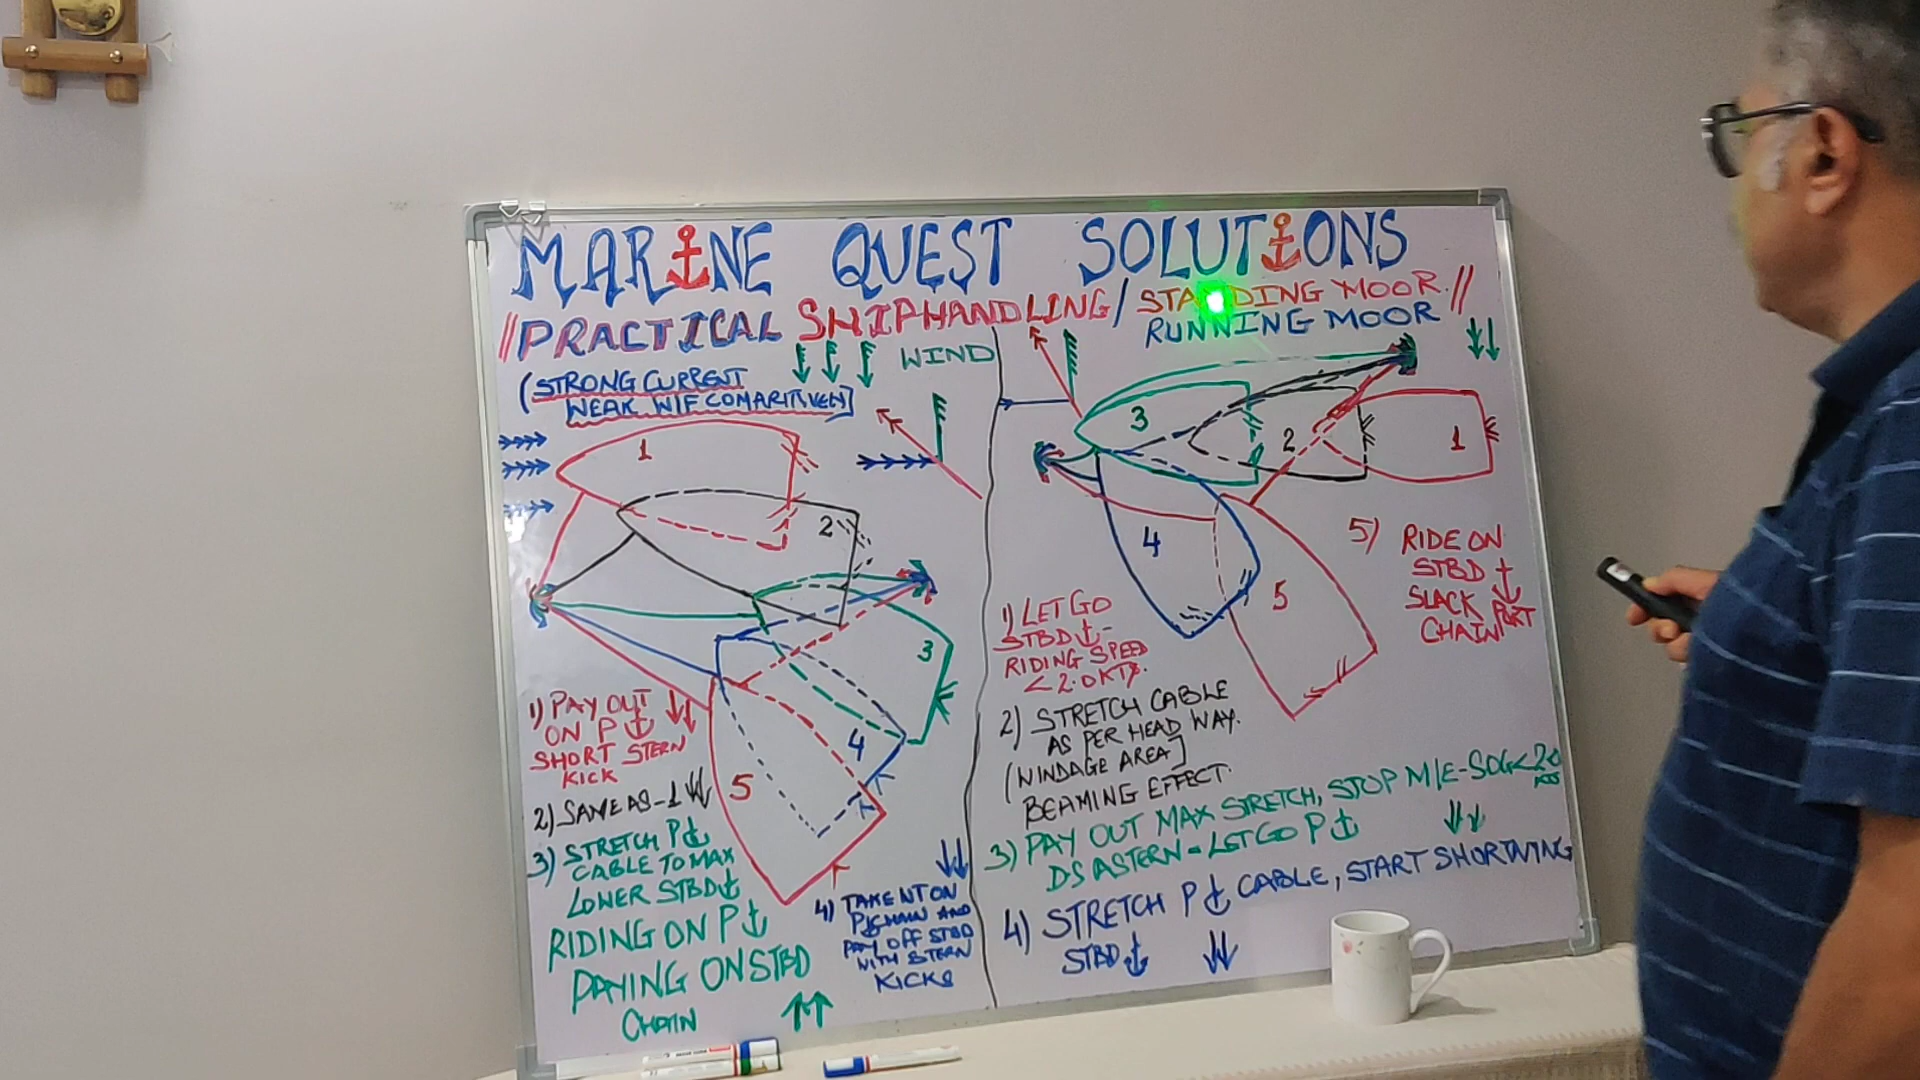 MARINE QUEST SOLUTIONS
//PRACTICAL SHIPHANDLING/ STANDING MOOR //
RUNNING MOOR
WIND
(STRONG CURRENT
WEAK W/F
1
2
3
4
5
1) PAY OUT
ON P
SHORT STERN
KICK
2) SAME AS-1
3) STRETCH P
CABLE TO MAX
LOWER STBD
RIDING ON P
PAYING ON STBD
CHAIN
4) TAKE WT ON
P CHAIN AND
PAY OFF STBD
WITH STERN
KICKS
3
2
1
4
5
1) LET GO
STBD -
RIDING SPEED
< 2.0 KTS.
2) STRETCH CABLE
AS PER HEAD WAY.
(WINDAGE AREA]
BEAMING EFFECT.
3) PAY OUT MAX STRETCH, STOP M/E-SOG<2.0
DS ASTERN = LET GO P
4) STRETCH P CABLE, START SHORTNING
STBD
5) RIDE ON
STBD
SLACK PORT
CHAIN